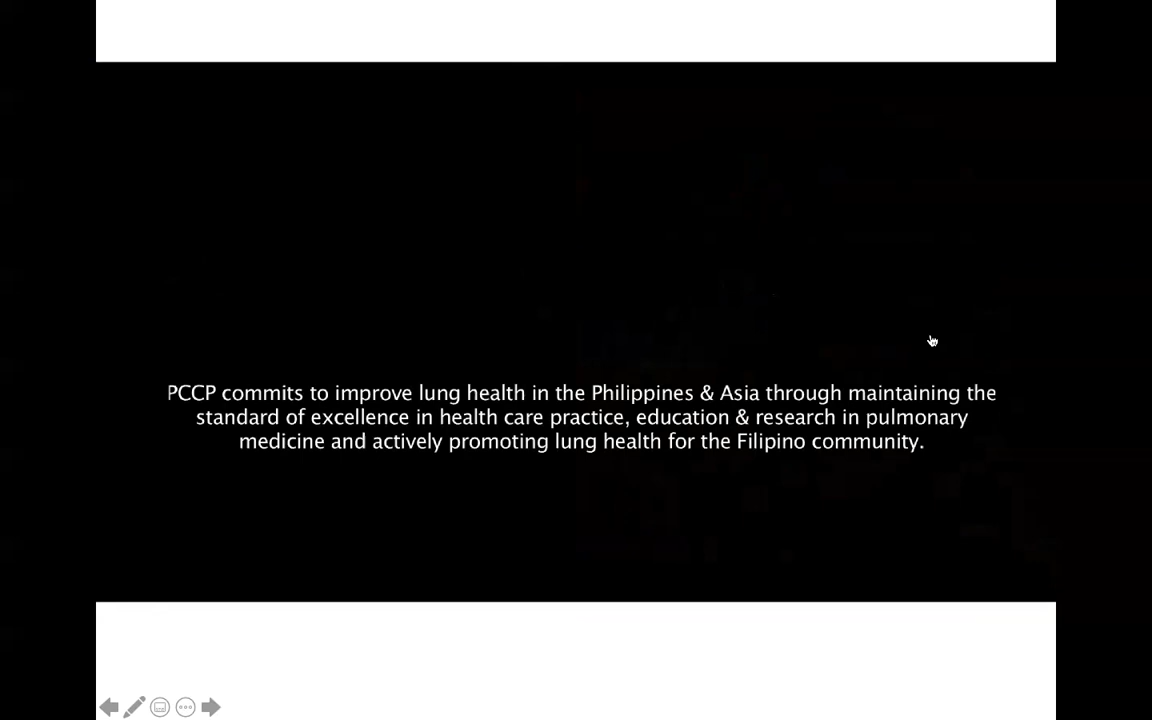 PCCP commits to improve lung health in the Philippines & Asia through maintaining the
standard of excellence in health care practice, education & research in pulmonary
medicine and actively promoting lung health for the Filipino community.